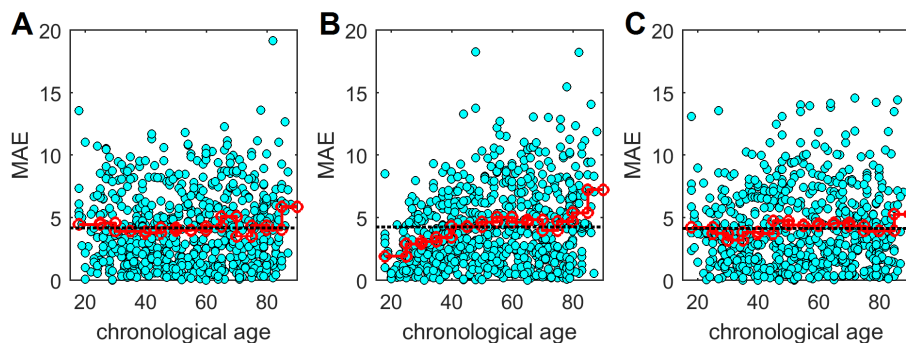 A B C
20 20 20
15 15 15
10 10 10
5 5 5
0 0 0
MAE MAE MAE
20 40 60 80 20 40 60 80 20 40 60 80
chronological age chronological age chronological age